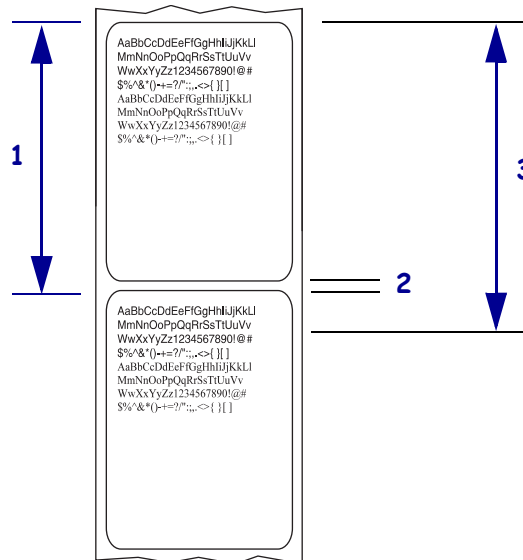 AaBbCcDdEeFfGgHhIiJjKkLl
MmNnOoPpQqRrSsTtUuVv
WwXxYyZz1234567890!@#
$%^&*()-+=?/":;,.<>{ }[ ]
AaBbCcDdEeFfGgHhIiJjKkLl
MmNnOoPpQqRrSsTtUuVv
WwXxYyZz1234567890!@#
$%^&*()-+=?/":;,.<>{ }[ ]
1
3
2
AaBbCcDdEeFfGgHhIiJjKkLl
MmNnOoPpQqRrSsTtUuVv
WwXxYyZz1234567890!@#
$%^&*()-+=?/":;,.<>{ }[ ]
AaBbCcDdEeFfGgHhIiJjKkLl
MmNnOoPpQqRrSsTtUuVv
WwXxYyZz1234567890!@#
$%^&*()-+=?/":;,.<>{ }[ ]